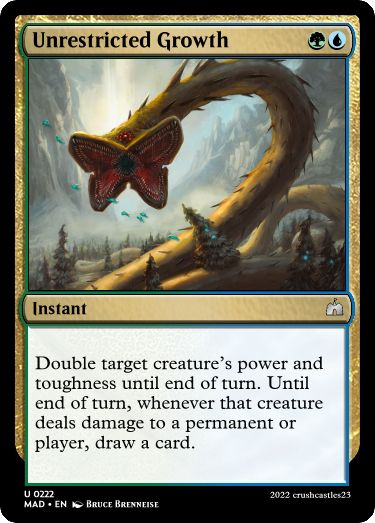 Unrestricted Growth
Instant
Double target creature's power and
toughness until end of turn. Until
end of turn, whenever that creature
deals damage to a permanent or
player, draw a card.
U 0222
MAD • EN Bruce Brenneise
2022 crushcastles23